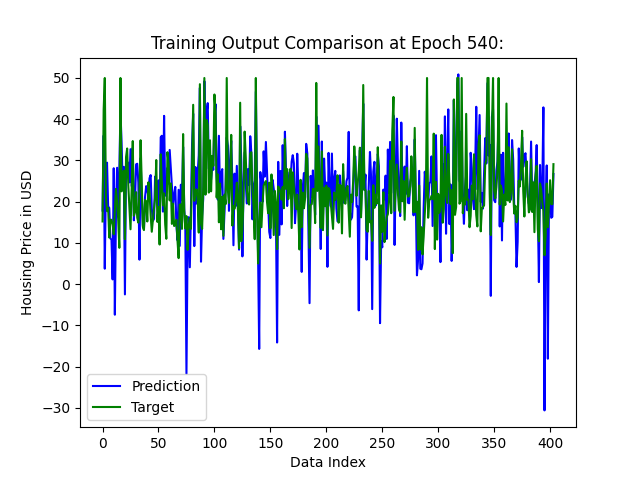 Training Output Comparison at Epoch 540:
Housing Price in USD
50
40
30
20
10
0
−10
−20
−30
Prediction
Target
0 50 100 150 200 250 300 350 400
Data Index